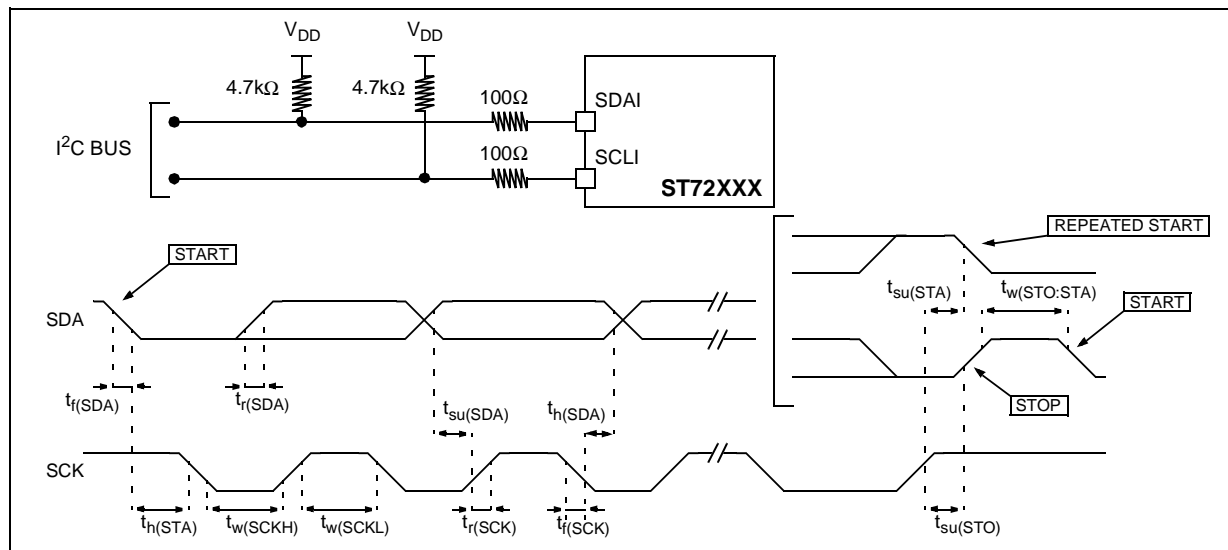 V_DD V_DD
4.7kΩ 4.7kΩ
100Ω
SDAI
I²C BUS
100Ω
SCLI
ST72XXX
REPEATED START
START
t_su(STA) t_w(STO:STA)
START
SDA
t_f(SDA) t_r(SDA)
t_su(SDA) t_h(SDA)
STOP
SCK
t_h(STA) t_w(SCKH) t_w(SCKL) t_r(SCK) t_f(SCK) t_su(STO)